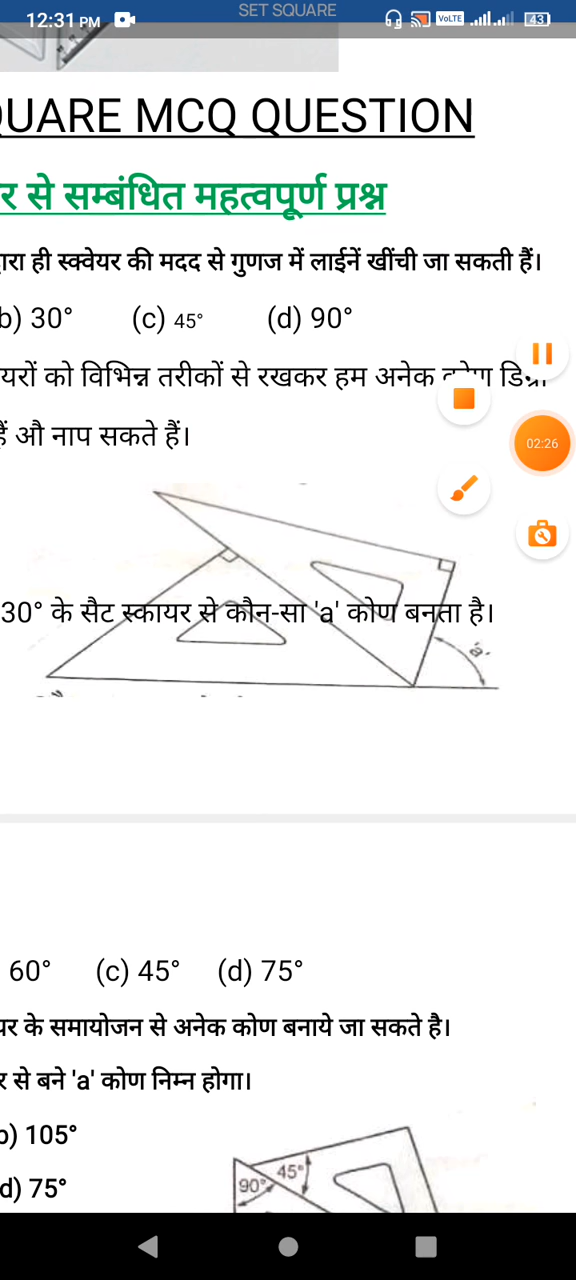 SET SQUARE
12:31 PM
VoLTE
43
QUARE MCQ QUESTION
र से सम्बंधित महत्वपूर्ण प्रश्न
ारा ही स्क्वेयर की मदद से गुणज में लाईनें खींची जा सकती हैं।
b) 30° (c) 45° (d) 90°
यरों को विभिन्न तरीकों से रखकर हम अनेक
02:26
हैं औ नाप सकते हैं।
30° के सैट स्कायर से कौन-सा 'a' कोण बनता है।
'a'
60° (c) 45° (d) 75°
यर के समायोजन से अनेक कोण बनाये जा सकते है।
र से बने 'a' कोण निम्न होगा।
b) 105°
45°
90°
d) 75°